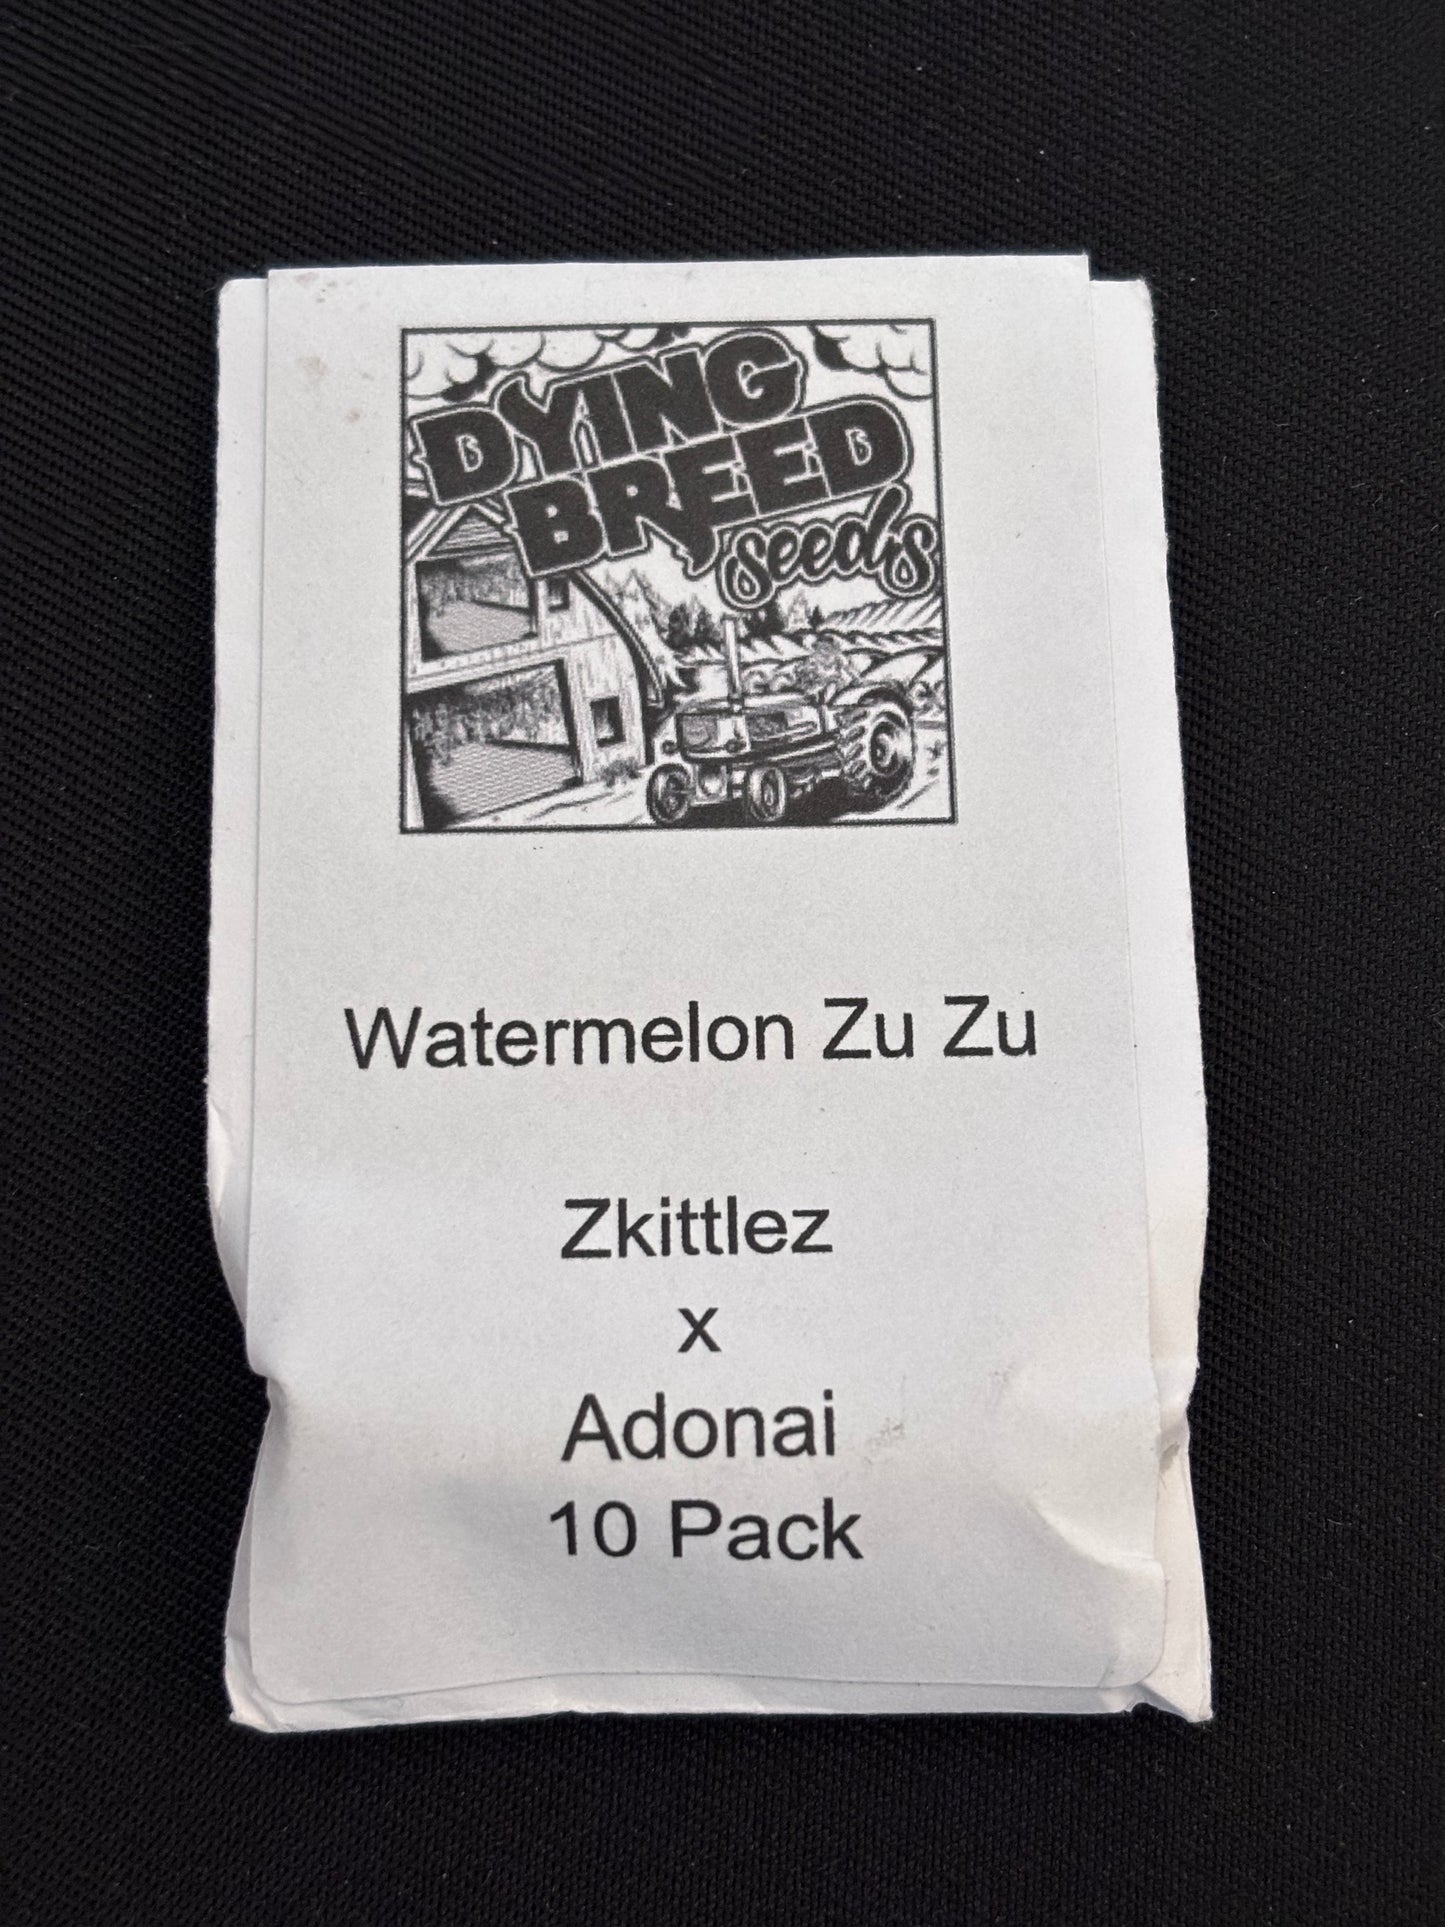 DYING
BREED
seeds
Watermelon Zu Zu
Zkittlez
x
Adonai
10 Pack